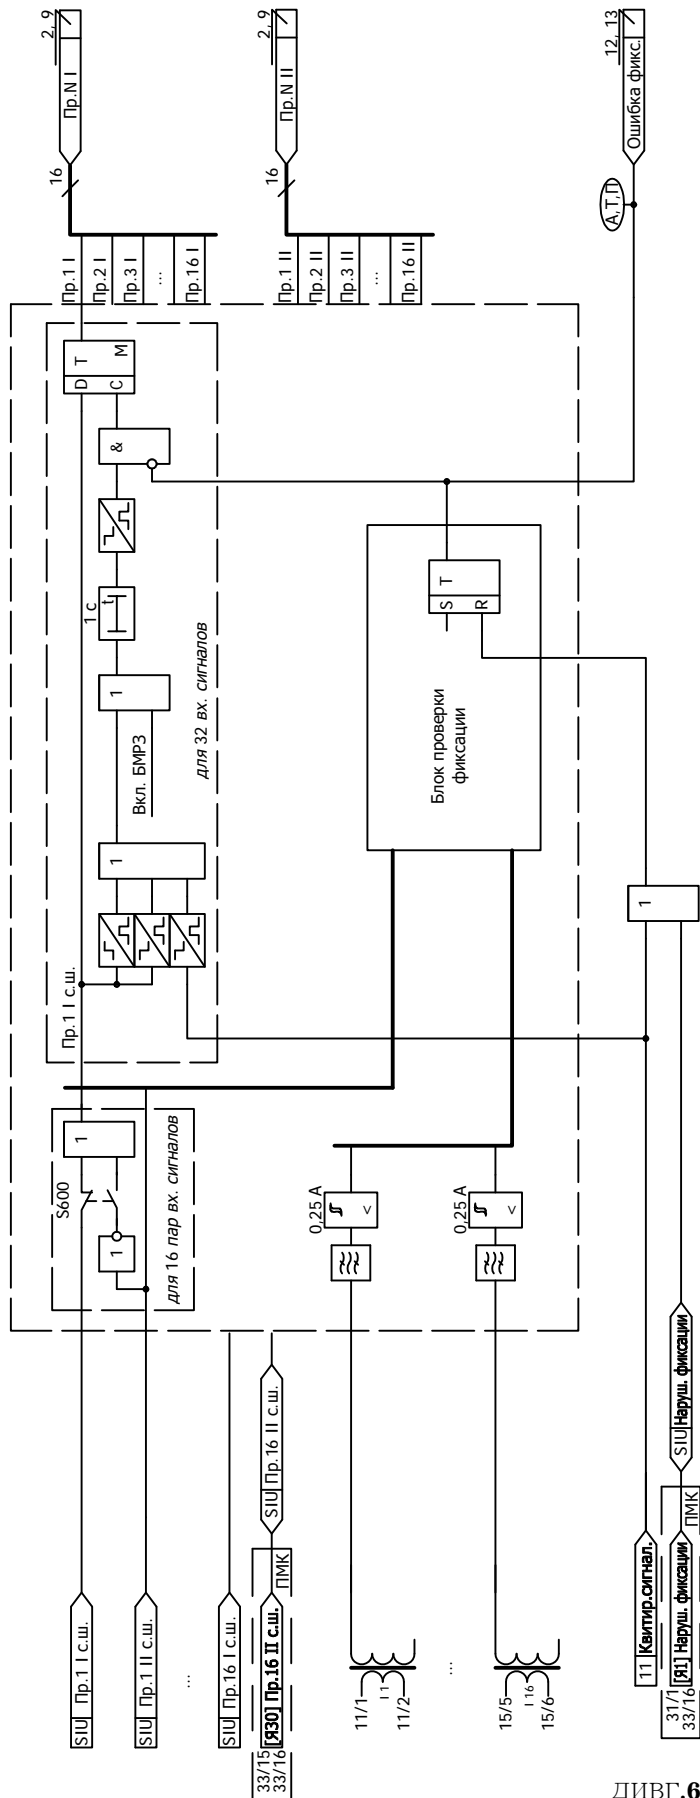 2, 9
Пр.N I
16
2, 9
Пр.N II
16
12, 13
Ошибка фикс.
А,Т,П
Пр.1 I
Пр.2 I
Пр.3 I
...
Пр.16 I
Пр.1 II
Пр.2 II
Пр.3 II
...
Пр.16 II
D
T
C
M
&
1 с
t
1
Вкл. БМРЗ
для 32 вх. сигналов
1
Пр.1 I с.ш.
S
T
R
Блок проверки
фиксации
1
S600
1
1
для 16 пар вх. сигналов
0,25 А
<
0,25 А
<
SIU Пр.1 I с.ш.
SIU Пр.1 II с.ш.
...
SIU Пр.16 I с.ш.
SIU Пр.16 II с.ш.
ПМК
33/15
33/16
[Я30] Пр.16 II с.ш.
11/1
I 1
11/2
...
15/5
I 16
15/6
11 Квитир.сигнал.
SIU Наруш. фиксации
ПМК
31/1
33/16
[Я1] Наруш. фиксации
ДИВГ.6